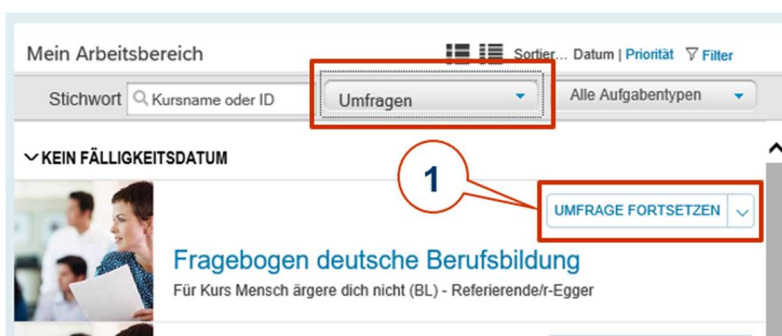 Mein Arbeitsbereich Sortier... Datum | Priorität Filter
Stichwort Kursname oder ID Umfragen Alle Aufgabentypen
KEIN FÄLLIGKEITSDATUM
1
UMFRAGE FORTSETZEN
Fragebogen deutsche Berufsbildung
Für Kurs Mensch ärgere dich nicht (BL) - Referierende/r-Egger